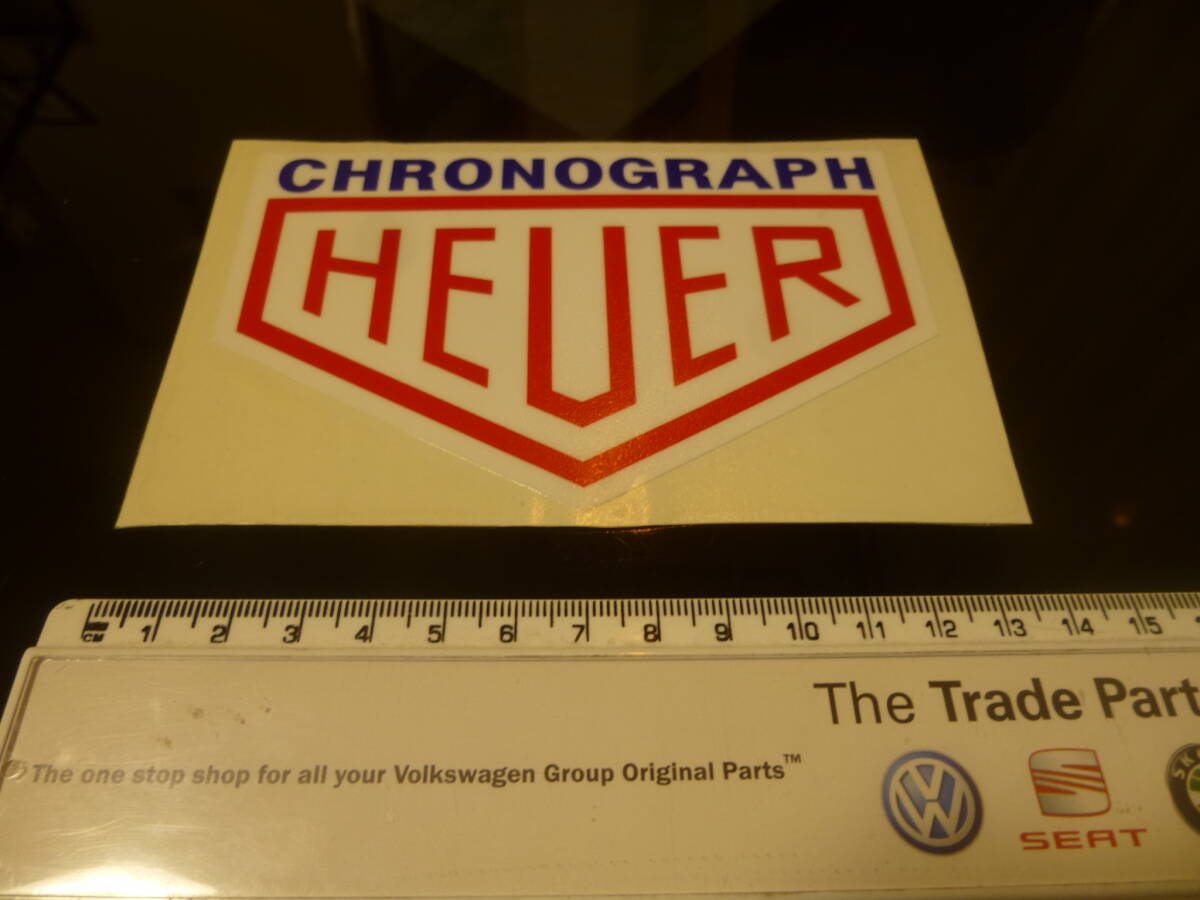 CHRONOGRAPH
HEUER
CM 1 2 3 4 5 6 7 8 9 10 11 12 13 14 15
The Trade Part
The one stop shop for all your Volkswagen Group Original Parts™
VW
SEAT